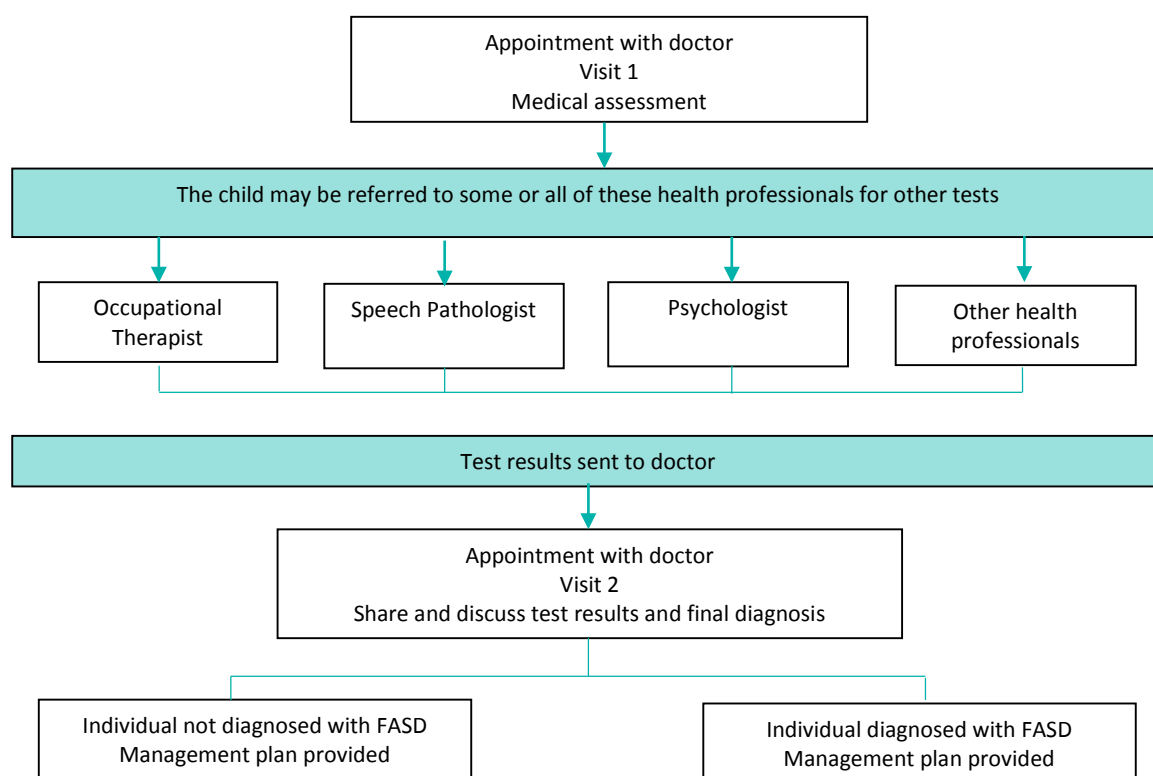 Appointment with doctor
Visit 1
Medical assessment
The child may be referred to some or all of these health professionals for other tests
Occupational
Therapist
Speech Pathologist
Psychologist
Other health
professionals
Test results sent to doctor
Appointment with doctor
Visit 2
Share and discuss test results and final diagnosis
Individual not diagnosed with FASD
Management plan provided
Individual diagnosed with FASD
Management plan provided